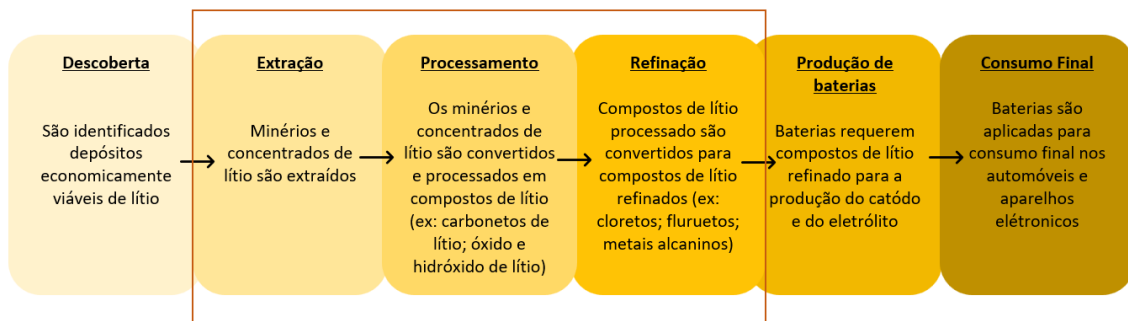 Descoberta
São identificados
depósitos
economicamente
viáveis de lítio
Extração
Minérios e
concentrados de
lítio são extraídos
Processamento
Os minérios e
concentrados de
lítio são convertidos
e processados em
compostos de lítio
(ex: carbonetos de
lítio; óxido e
hidróxido de lítio)
Refinação
Compostos de lítio
processado são
convertidos para
compostos de lítio
refinados (ex:
cloretos; fluruetos;
metais alcaninos)
Produção de
baterias
Baterias requerem
compostos de lítio
refinado para a
produção do catódo
e do eletrólito
Consumo Final
Baterias são
aplicadas para
consumo final nos
automóveis e
aparelhos
elétronicos